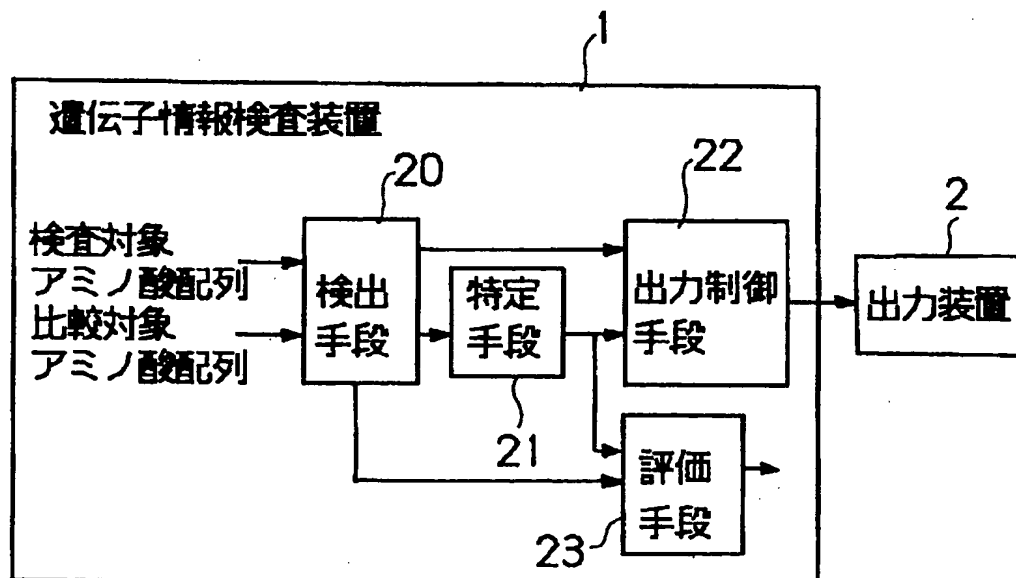 1
遺伝子情報検査装置
20
22
2
検査対象
アミノ酸配列
比較対象
アミノ酸配列
検出
手段
特定
手段
出力制御
手段
出力装置
21
評価
手段
23